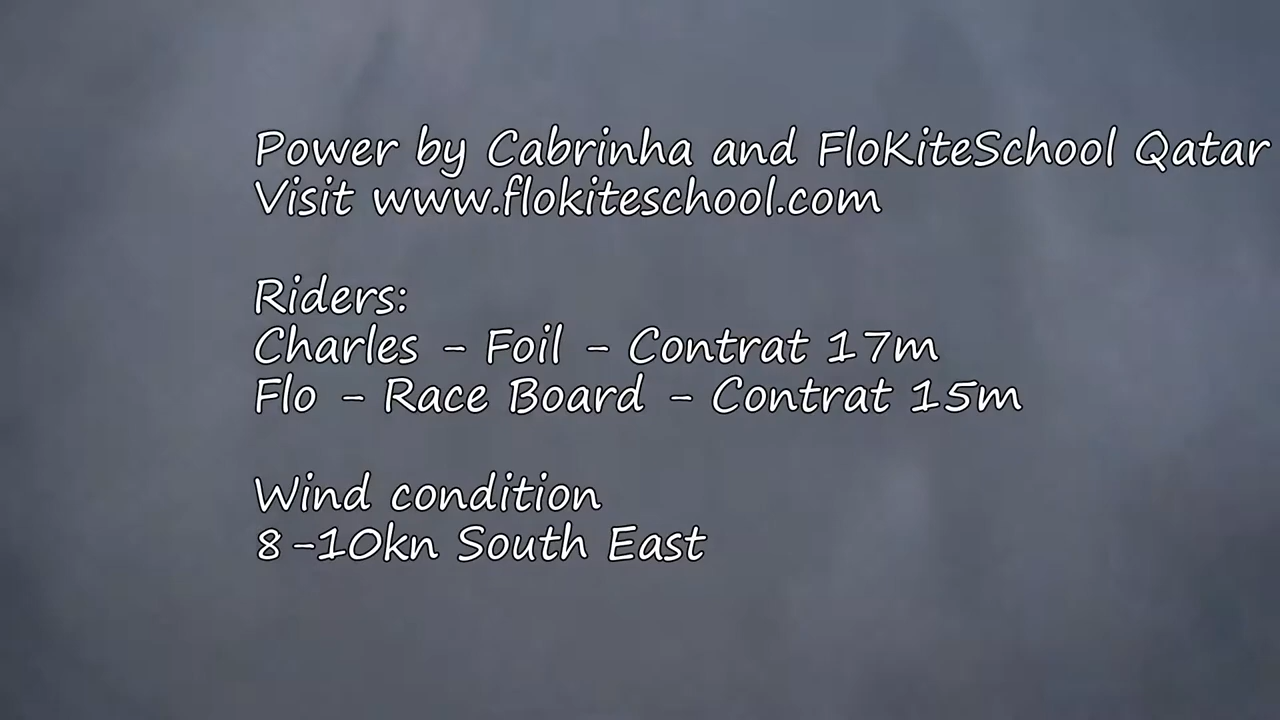 Power by Cabrinha and FloKiteSchool Qatar
Visit www.flokiteschool.com
Riders:
Charles - Foil - Contrat 17m
Flo - Race Board - Contrat 15m
Wind condition
8-10kn South East